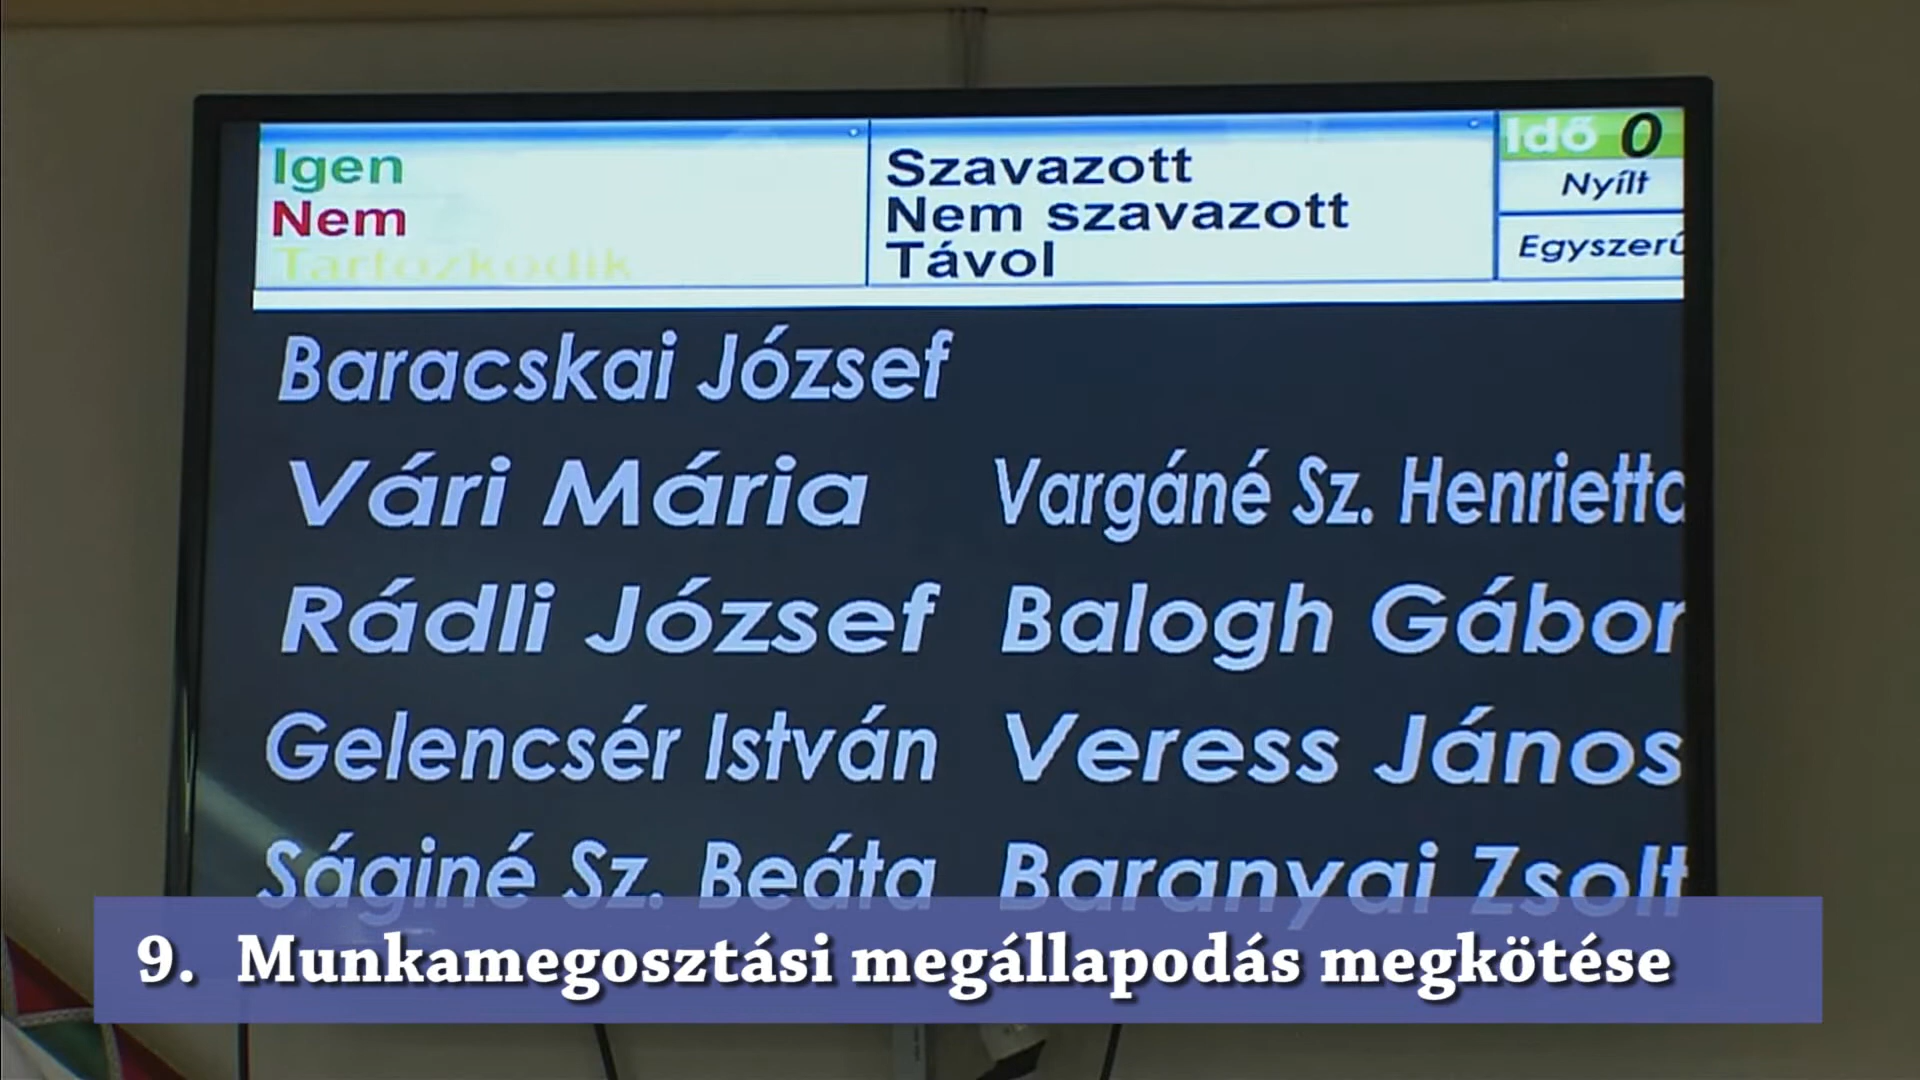 Igen
Nem
Tartózkodik
Szavazott
Nem szavazott
Távol
Idő 0
Nyílt
Egyszerű
Baracskai József
Vári Mária
Vargáné Sz. Henrietta
Rádli József
Balogh Gábor
Gelencsér István
Veress János
Ságiné Sz. Beáta
Baranyai Zsolt
9. Munkamegosztási megállapodás megkötése